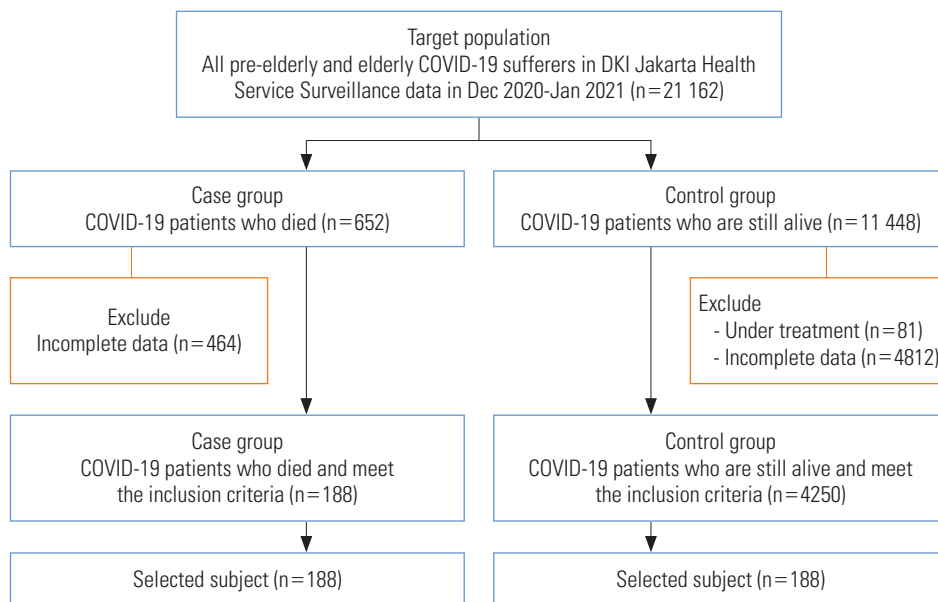 Target population
All pre-elderly and elderly COVID-19 sufferers in DKI Jakarta Health
Service Surveillance data in Dec 2020-Jan 2021 (n=21 162)
Case group
COVID-19 patients who died (n=652)
Control group
COVID-19 patients who are still alive (n=11 448)
Exclude
Incomplete data (n=464)
Exclude
- Under treatment (n=81)
- Incomplete data (n=4812)
Case group
COVID-19 patients who died and meet
the inclusion criteria (n=188)
Control group
COVID-19 patients who are still alive and meet
the inclusion criteria (n=4250)
Selected subject (n=188)
Selected subject (n=188)